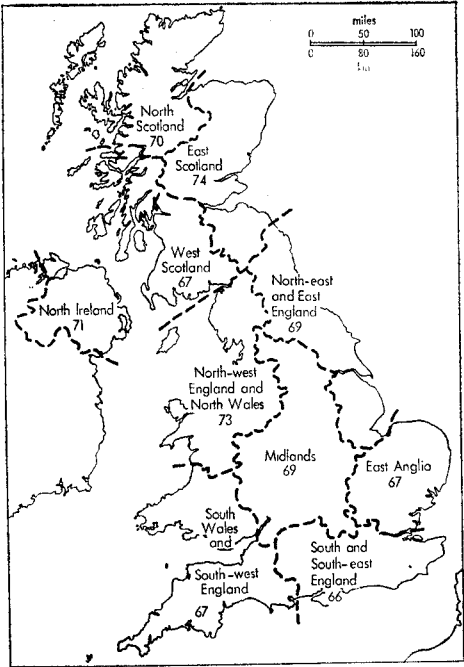 miles
0 50 100
0 80 160
North
Scotland
70
East
Scotland
74
West
Scotland
67
North-east
and East
England
69
North Ireland
71
North-west
England and
North Wales
73
Midlands
69
East Anglia
67
South
Wales
and
South-west
England
67
South and
South-east
England
66